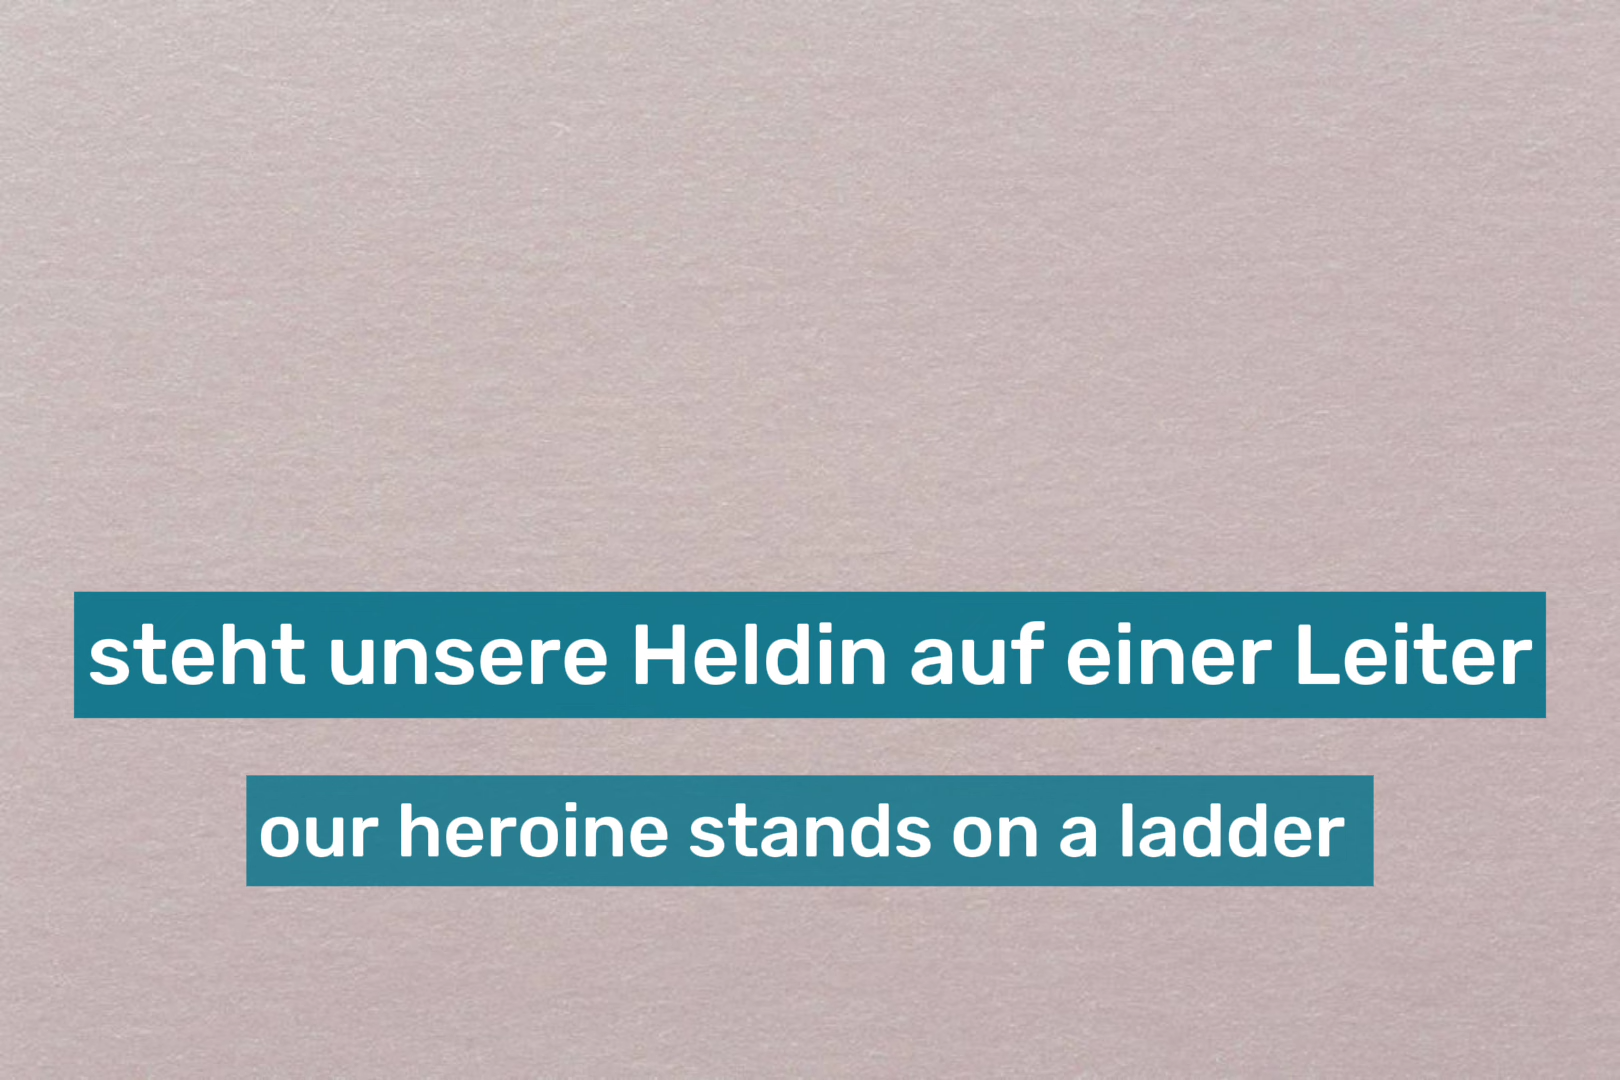 steht unsere Heldin auf einer Leiter
our heroine stands on a ladder